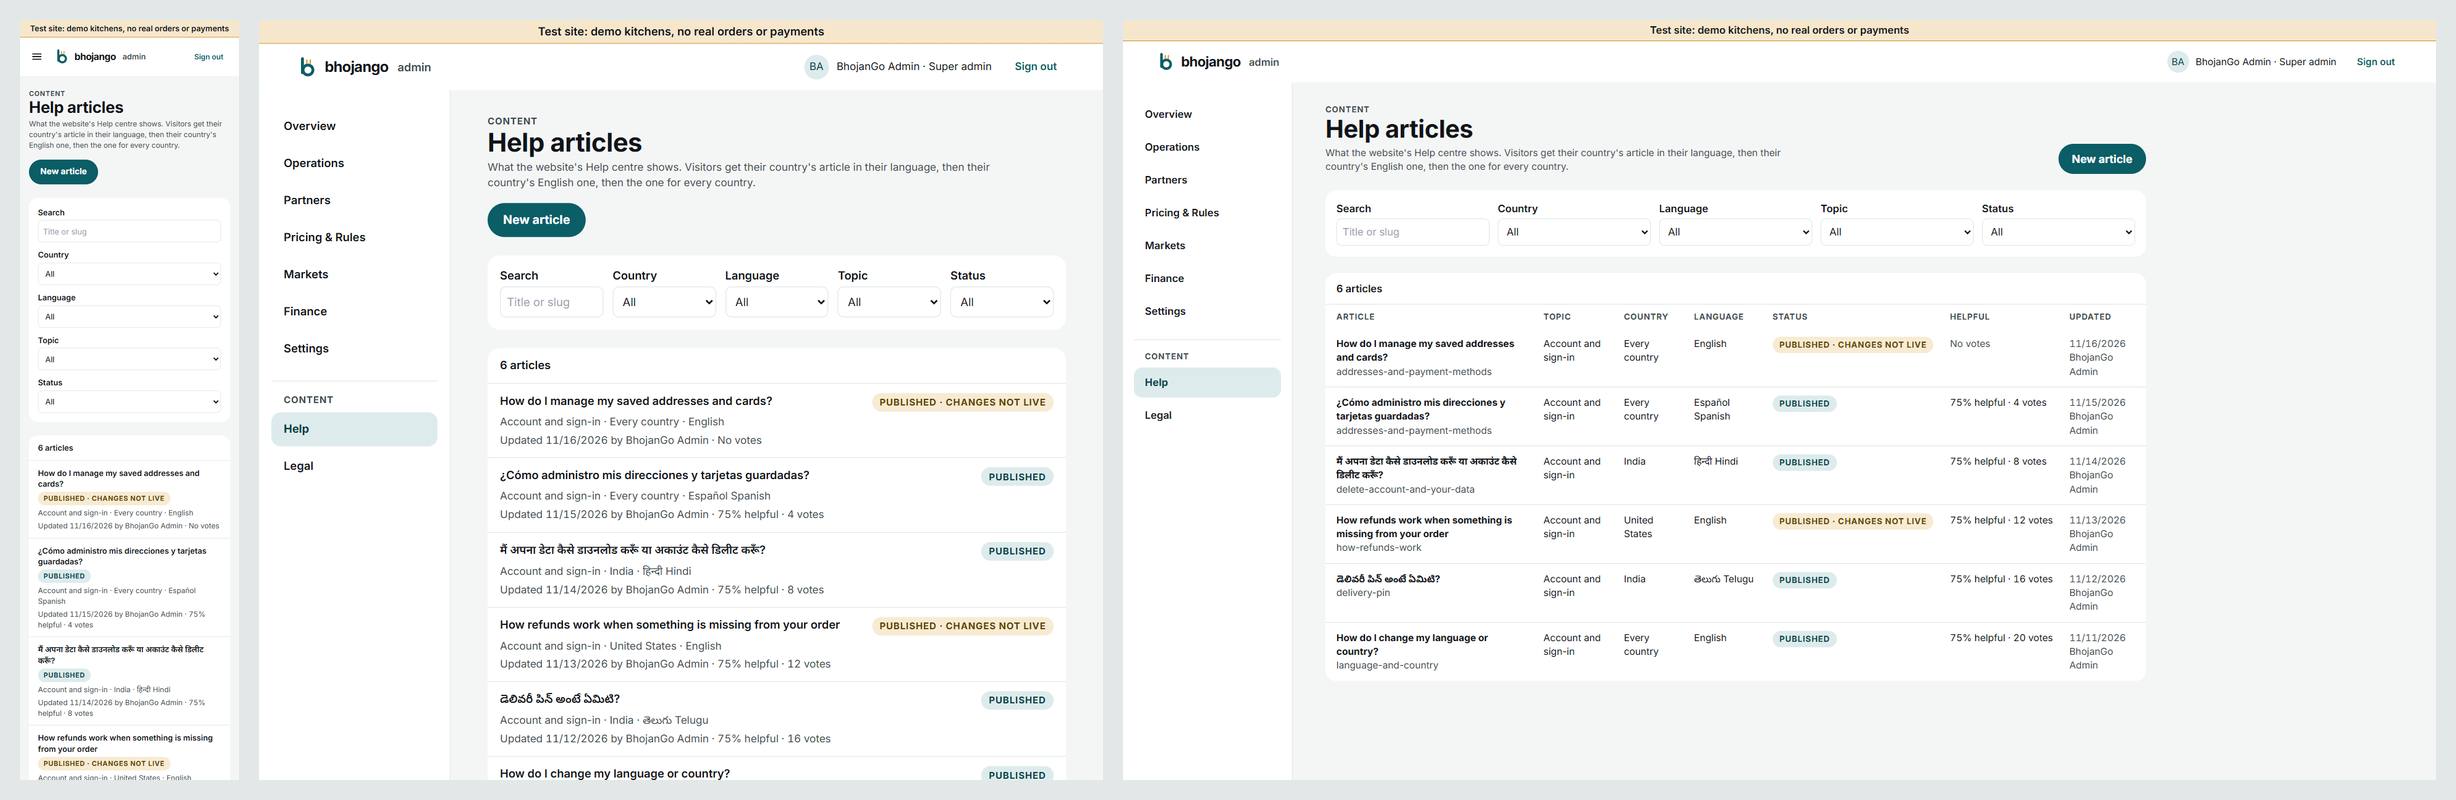 Test site: demo kitchens, no real orders or payments
bhojango admin
Sign out
CONTENT
Help articles
What the website's Help centre shows. Visitors get their
country's article in their language, then their country's
English one, then the one for every country.
New article
Search
Title or slug
Country
All
Language
All
Topic
All
Status
All
6 articles
How do I manage my saved addresses and
cards?
PUBLISHED · CHANGES NOT LIVE
Account and sign-in · Every country · English
Updated 11/16/2026 by BhojanGo Admin · No votes
¿Cómo administro mis direcciones y tarjetas
guardadas?
PUBLISHED
Account and sign-in · Every country · Español
Spanish
Updated 11/15/2026 by BhojanGo Admin · 75%
helpful · 4 votes
मैं अपना डेटा कैसे डाउनलोड करूँ या अकाउंट कैसे डिलीट
करूँ?
PUBLISHED
Account and sign-in · India · हिन्दी Hindi
Updated 11/14/2026 by BhojanGo Admin · 75%
helpful · 8 votes
How refunds work when something is missing
from your order
PUBLISHED · CHANGES NOT LIVE
Account and sign-in · United States · English
Test site: demo kitchens, no real orders or payments
bhojango admin
BA BhojanGo Admin · Super admin Sign out
Overview
Operations
Partners
Pricing & Rules
Markets
Finance
Settings
CONTENT
Help
Legal
CONTENT
Help articles
What the website's Help centre shows. Visitors get their country's article in their language, then their
country's English one, then the one for every country.
New article
Search Country Language Topic Status
Title or slug All All All All
6 articles
How do I manage my saved addresses and cards? PUBLISHED · CHANGES NOT LIVE
Account and sign-in · Every country · English
Updated 11/16/2026 by BhojanGo Admin · No votes
¿Cómo administro mis direcciones y tarjetas guardadas? PUBLISHED
Account and sign-in · Every country · Español Spanish
Updated 11/15/2026 by BhojanGo Admin · 75% helpful · 4 votes
मैं अपना डेटा कैसे डाउनलोड करूँ या अकाउंट कैसे डिलीट करूँ? PUBLISHED
Account and sign-in · India · हिन्दी Hindi
Updated 11/14/2026 by BhojanGo Admin · 75% helpful · 8 votes
How refunds work when something is missing from your order PUBLISHED · CHANGES NOT LIVE
Account and sign-in · United States · English
Updated 11/13/2026 by BhojanGo Admin · 75% helpful · 12 votes
డెలివరీ పిన్ అంటే ఏమిటి? PUBLISHED
Account and sign-in · India · తెలుగు Telugu
Updated 11/12/2026 by BhojanGo Admin · 75% helpful · 16 votes
How do I change my language or country? PUBLISHED
Test site: demo kitchens, no real orders or payments
bhojango admin
BA BhojanGo Admin · Super admin Sign out
Overview
Operations
Partners
Pricing & Rules
Markets
Finance
Settings
CONTENT
Help
Legal
CONTENT
Help articles
What the website's Help centre shows. Visitors get their country's article in their language, then their
country's English one, then the one for every country.
New article
Search Country Language Topic Status
Title or slug All All All All
6 articles
ARTICLE TOPIC COUNTRY LANGUAGE STATUS HELPFUL UPDATED
How do I manage my saved addresses Account and Every English PUBLISHED · CHANGES NOT LIVE No votes 11/16/2026
and cards? sign-in country BhojanGo
addresses-and-payment-methods Admin
¿Cómo administro mis direcciones y Account and Every Español PUBLISHED 75% helpful · 4 votes 11/15/2026
tarjetas guardadas? sign-in country Spanish BhojanGo
addresses-and-payment-methods Admin
मैं अपना डेटा कैसे डाउनलोड करूँ या अकाउंट कैसे Account and India हिन्दी Hindi PUBLISHED 75% helpful · 8 votes 11/14/2026
डिलीट करूँ? sign-in BhojanGo
delete-account-and-your-data Admin
How refunds work when something is Account and United English PUBLISHED · CHANGES NOT LIVE 75% helpful · 12 votes 11/13/2026
missing from your order sign-in States BhojanGo
how-refunds-work Admin
డెలివరీ పిన్ అంటే ఏమిటి? Account and India తెలుగు Telugu PUBLISHED 75% helpful · 16 votes 11/12/2026
delivery-pin sign-in BhojanGo
Admin
How do I change my language or Account and Every English PUBLISHED 75% helpful · 20 votes 11/11/2026
country? sign-in country BhojanGo
language-and-country Admin